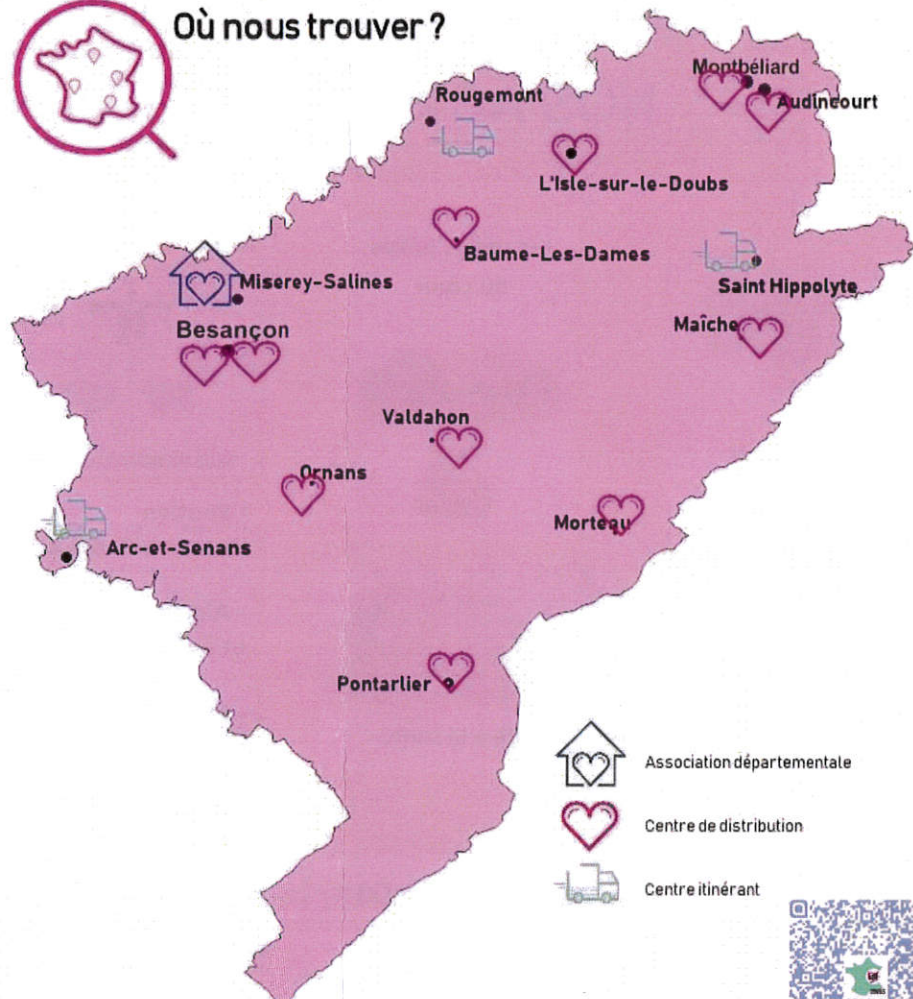 Où nous trouver ?
Montbéliard
Rougemont
Audincourt
L'Isle-sur-le-Doubs
Baume-Les-Dames
Miserey-Salines
Saint Hippolyte
Maîche
Besançon
Valdahon
Ornans
Morteau
Arc-et-Senans
Pontarlier
Association départementale
Centre de distribution
Centre itinérant